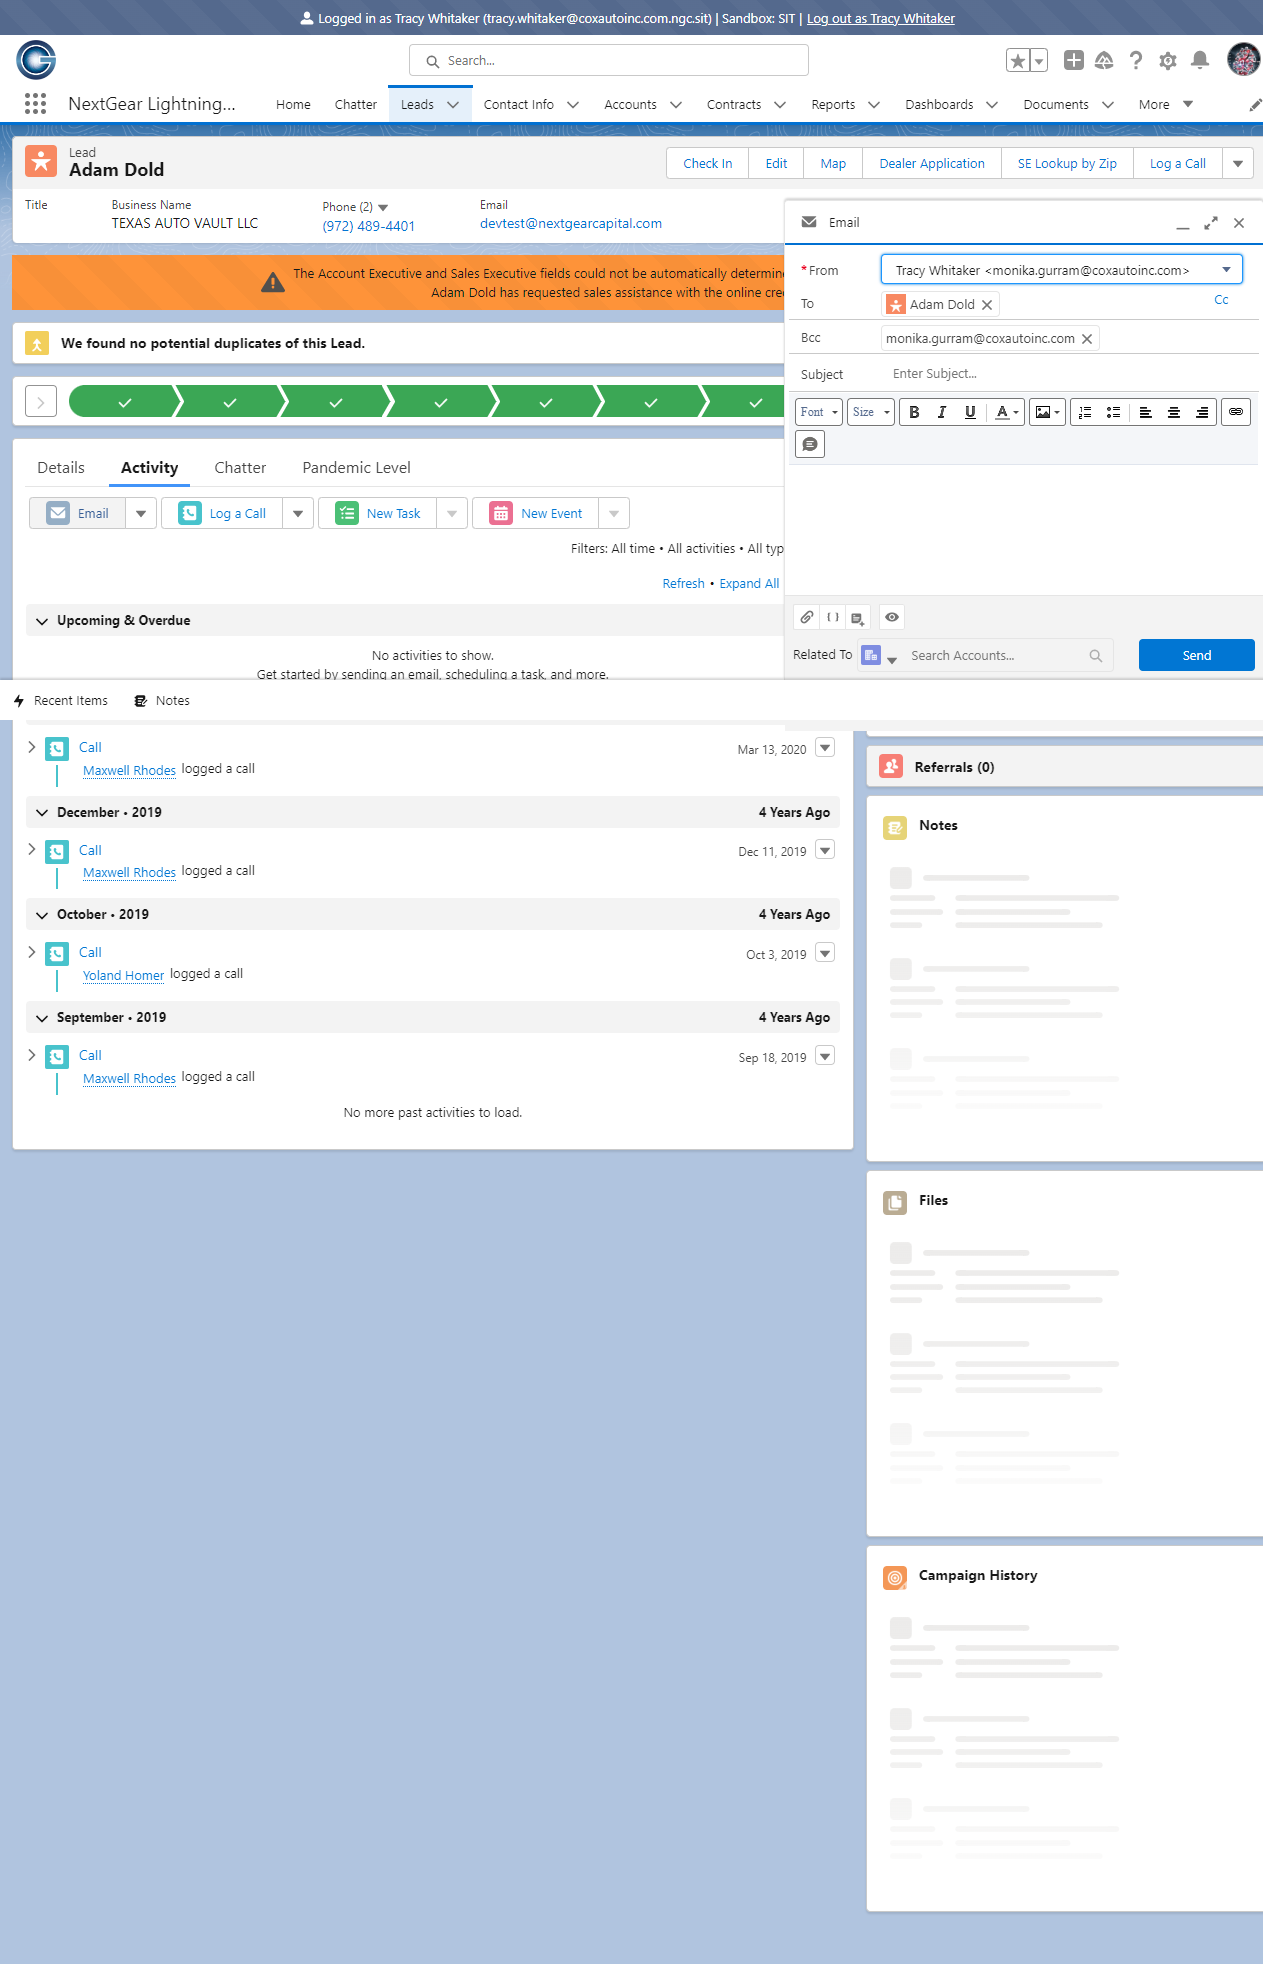 Logged in as Tracy Whitaker (tracy.whitaker@coxautoinc.com.ngc.sit) | Sandbox: SIT | Log out as Tracy Whitaker
Search...
NextGear Lightning...
Home Chatter Leads Contact Info Accounts Contracts Reports Dashboards Documents More
Lead
Adam Dold
Check In Edit Map Dealer Application SE Lookup by Zip Log a Call
Title
Business Name
TEXAS AUTO VAULT LLC
Phone (2)
(972) 489-4401
Email
devtest@nextgearcapital.com
The Account Executive and Sales Executive fields could not be automatically determine
Adam Dold has requested sales assistance with the online cre
We found no potential duplicates of this Lead.
Details Activity Chatter Pandemic Level
Email Log a Call New Task New Event
Filters: All time • All activities • All typ
Refresh • Expand All
Upcoming & Overdue
No activities to show.
Get started by sending an email, scheduling a task, and more.
Email
*From Tracy Whitaker <monika.gurram@coxautoinc.com>
To Adam Dold Cc
Bcc monika.gurram@coxautoinc.com
Subject Enter Subject...
Font Size B I U A
Related To Search Accounts... Send
Recent Items Notes
Call Mar 13, 2020
Maxwell Rhodes logged a call
December • 2019 4 Years Ago
Call Dec 11, 2019
Maxwell Rhodes logged a call
October • 2019 4 Years Ago
Call Oct 3, 2019
Yoland Homer logged a call
September • 2019 4 Years Ago
Call Sep 18, 2019
Maxwell Rhodes logged a call
No more past activities to load.
Referrals (0)
Notes
Files
Campaign History